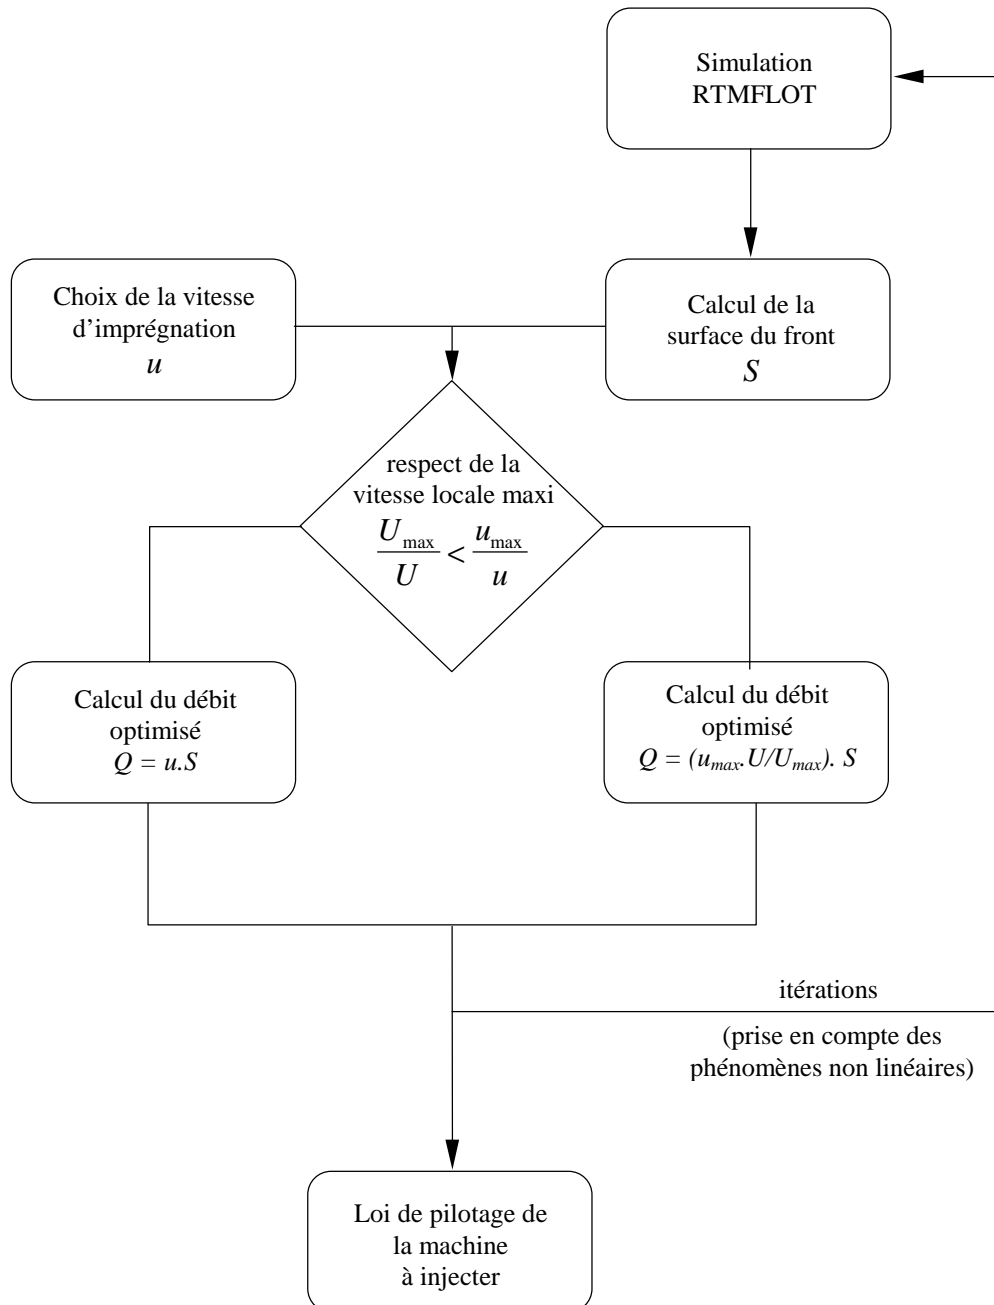 Simulation
RTMFLOT
Choix de la vitesse
d'imprégnation
u
Calcul de la
surface du front
S
respect de la
vitesse locale maxi
U_max/U < u_max/u
Calcul du débit
optimisé
Q = u.S
Calcul du débit
optimisé
Q = (u_max.U/U_max). S
itérations
(prise en compte des
phénomènes non linéaires)
Loi de pilotage de
la machine
à injecter